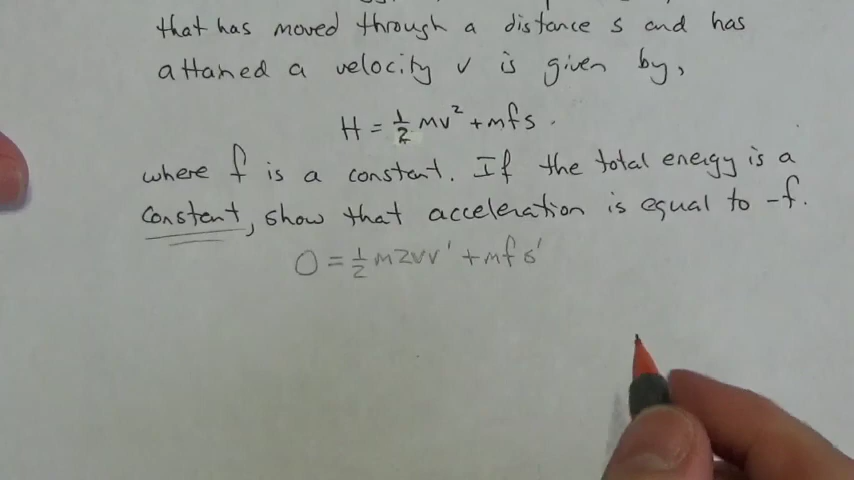 that has moved through a distance s and has
attained a velocity v is given by,
H = 1/2 mv² + mfs.
where f is a constant. If the total energy is a
constant, show that acceleration is equal to -f.
0 = 1/2 m2vv' + mfs'